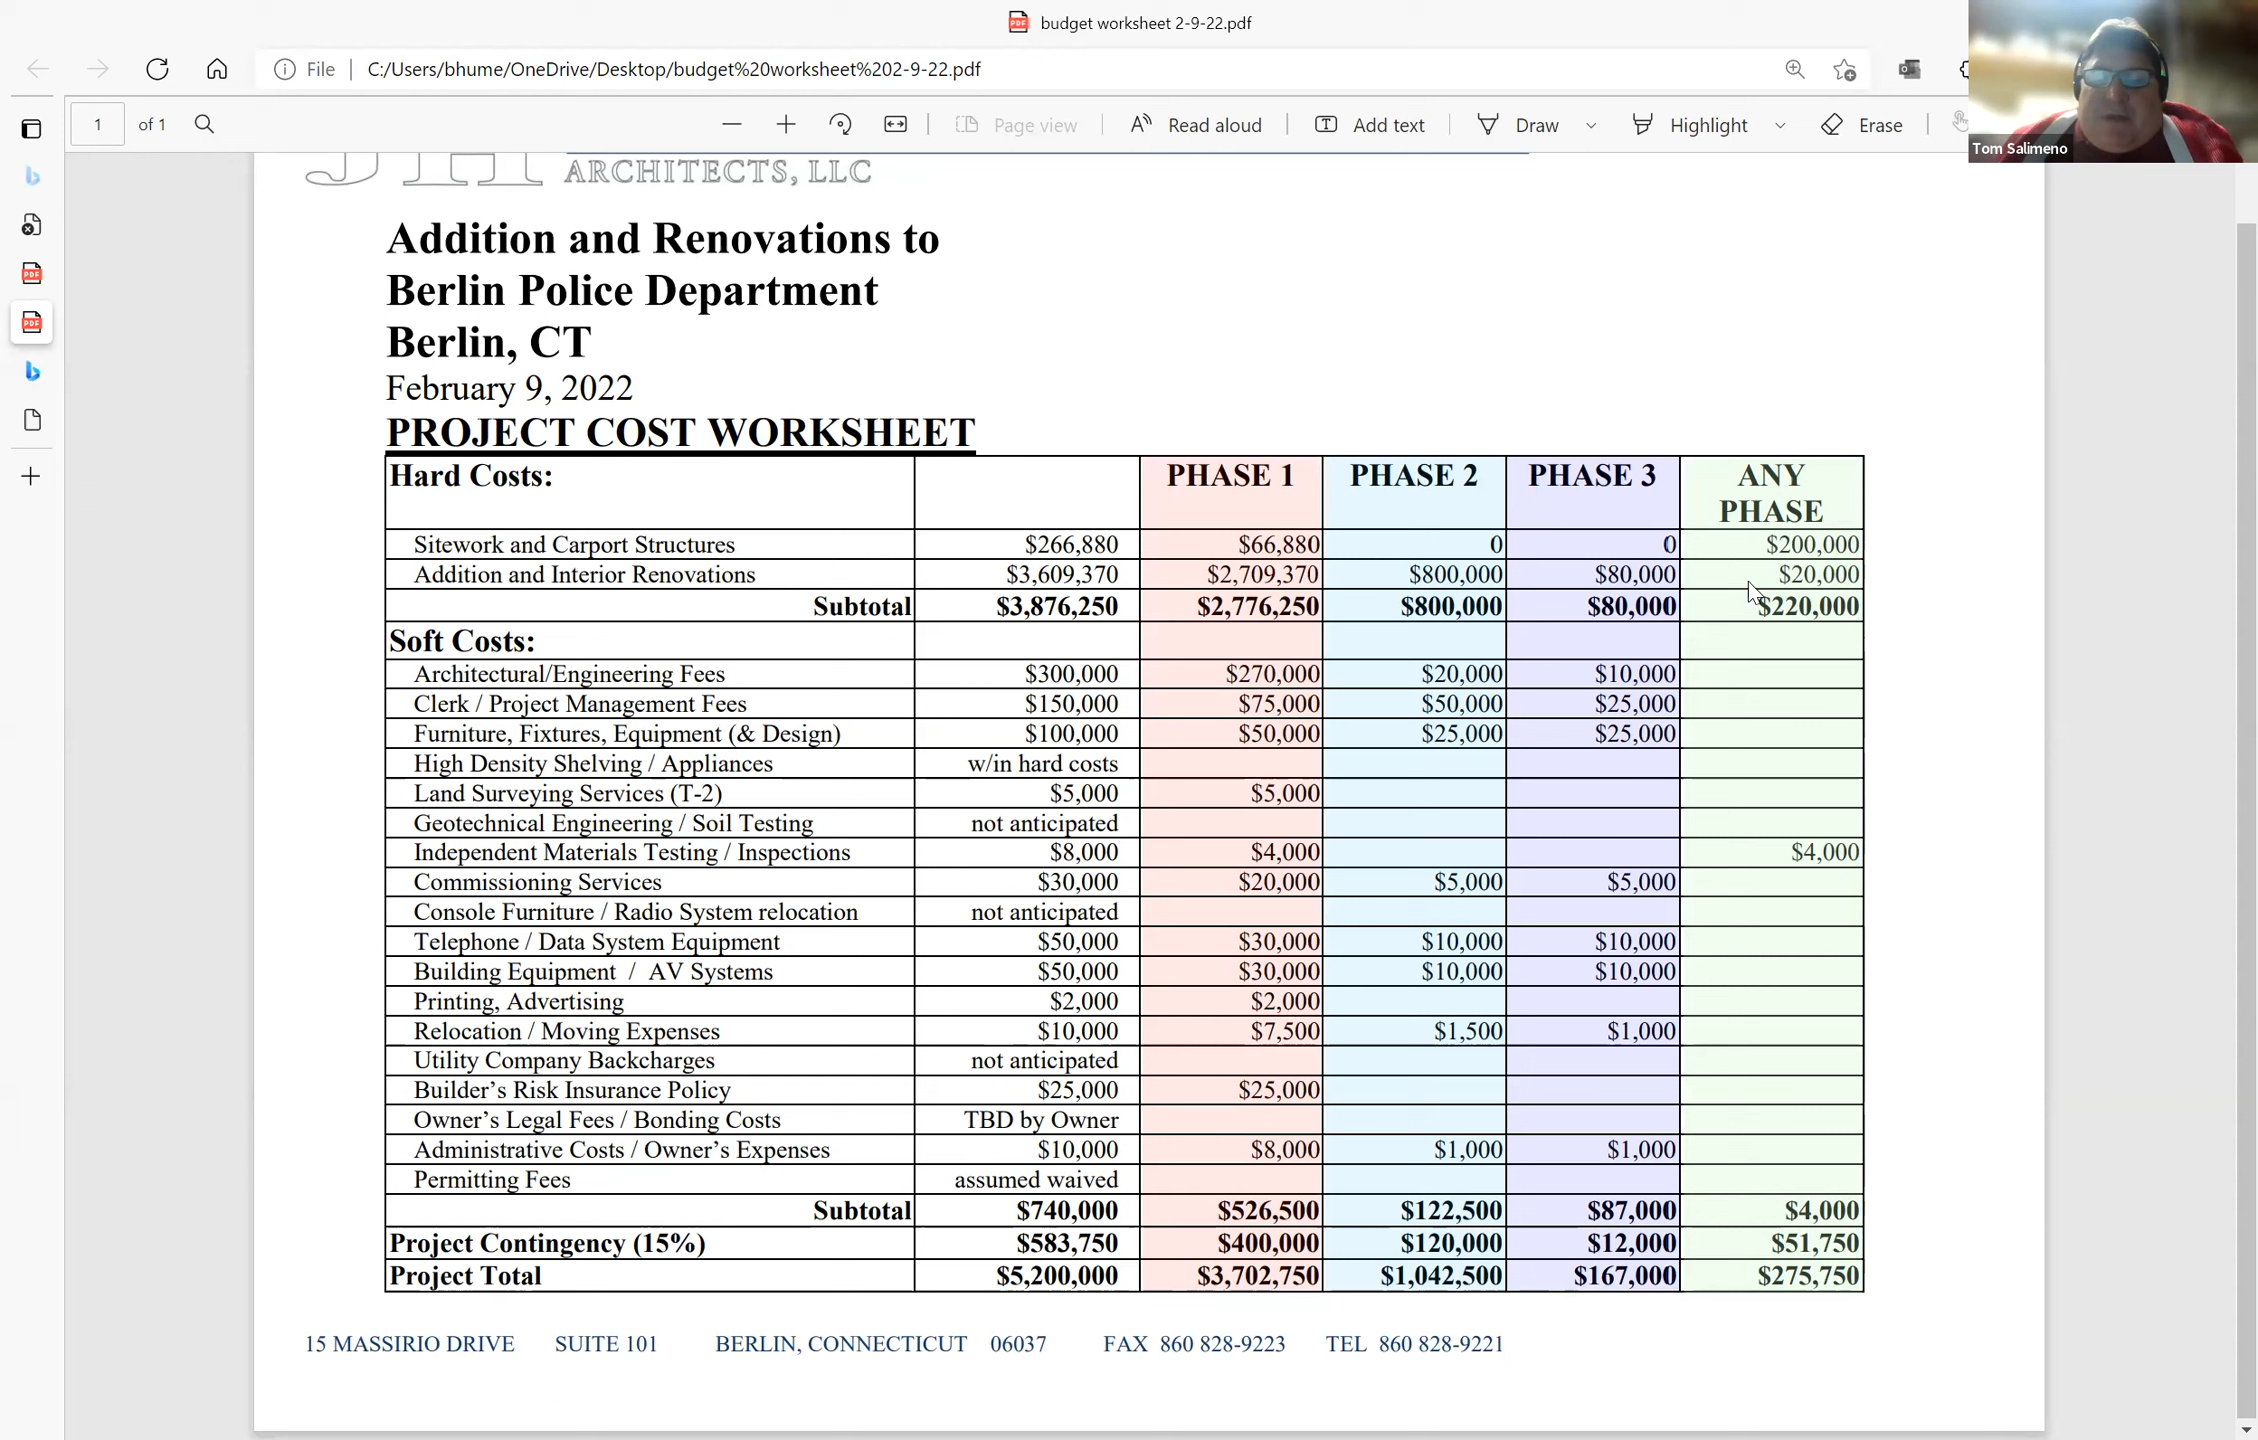 budget worksheet 2-9-22.pdf
File | C:/Users/bhume/OneDrive/Desktop/budget%20worksheet%202-9-22.pdf
1 of 1 Page view Read aloud Add text Draw Highlight Erase
Tom Salimeno
ARCHITECTS, LLC
Addition and Renovations to
Berlin Police Department
Berlin, CT
February 9, 2022
PROJECT COST WORKSHEET
Hard Costs: PHASE 1 PHASE 2 PHASE 3 ANY
PHASE
Sitework and Carport Structures $266,880 $66,880 0 0 $200,000
Addition and Interior Renovations $3,609,370 $2,709,370 $800,000 $80,000 $20,000
Subtotal $3,876,250 $2,776,250 $800,000 $80,000 $220,000
Soft Costs:
Architectural/Engineering Fees $300,000 $270,000 $20,000 $10,000
Clerk / Project Management Fees $150,000 $75,000 $50,000 $25,000
Furniture, Fixtures, Equipment (& Design) $100,000 $50,000 $25,000 $25,000
High Density Shelving / Appliances w/in hard costs
Land Surveying Services (T-2) $5,000 $5,000
Geotechnical Engineering / Soil Testing not anticipated
Independent Materials Testing / Inspections $8,000 $4,000 $4,000
Commissioning Services $30,000 $20,000 $5,000 $5,000
Console Furniture / Radio System relocation not anticipated
Telephone / Data System Equipment $50,000 $30,000 $10,000 $10,000
Building Equipment / AV Systems $50,000 $30,000 $10,000 $10,000
Printing, Advertising $2,000 $2,000
Relocation / Moving Expenses $10,000 $7,500 $1,500 $1,000
Utility Company Backcharges not anticipated
Builder’s Risk Insurance Policy $25,000 $25,000
Owner’s Legal Fees / Bonding Costs TBD by Owner
Administrative Costs / Owner’s Expenses $10,000 $8,000 $1,000 $1,000
Permitting Fees assumed waived
Subtotal $740,000 $526,500 $122,500 $87,000 $4,000
Project Contingency (15%) $583,750 $400,000 $120,000 $12,000 $51,750
Project Total $5,200,000 $3,702,750 $1,042,500 $167,000 $275,750
15 MASSIRIO DRIVE SUITE 101 BERLIN, CONNECTICUT 06037 FAX 860 828-9223 TEL 860 828-9221